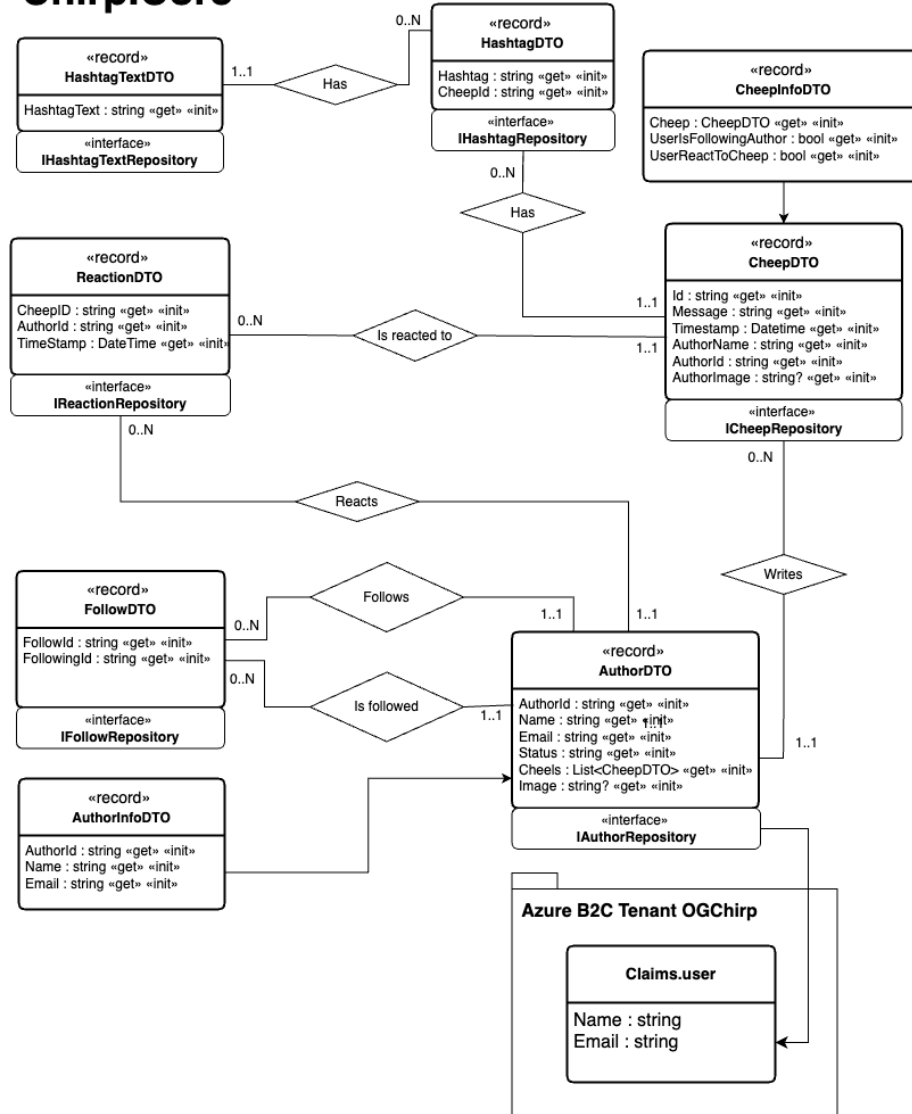 «record»
HashtagTextDTO
HashtagText : string «get» «init»
«interface»
IHashtagTextRepository
1..1
Has
0..N
«record»
HashtagDTO
Hashtag : string «get» «init»
CheepId : string «get» «init»
«interface»
IHashtagRepository
0..N
Has
1..1
«record»
CheepInfoDTO
Cheep : CheepDTO «get» «init»
UserIsFollowingAuthor : bool «get» «init»
UserReactToCheep : bool «get» «init»
«record»
CheepDTO
Id : string «get» «init»
Message : string «get» «init»
Timestamp : Datetime «get» «init»
AuthorName : string «get» «init»
AuthorId : string «get» «init»
AuthorImage : string? «get» «init»
«interface»
ICheepRepository
0..N
«record»
ReactionDTO
CheepID : string «get» «init»
AuthorId : string «get» «init»
TimeStamp : DateTime «get» «init»
«interface»
IReactionRepository
0..N
Is reacted to
1..1
0..N
Reacts
1..1
Writes
1..1
«record»
FollowDTO
FollowId : string «get» «init»
FollowingId : string «get» «init»
«interface»
IFollowRepository
0..N
Follows
1..1
0..N
Is followed
1..1
«record»
AuthorDTO
AuthorId : string «get» «init»
Name : string «get» «init»
1..1
Email : string «get» «init»
Status : string «get» «init»
Cheels : List<CheepDTO> «get» «init»
Image : string? «get» «init»
«interface»
IAuthorRepository
«record»
AuthorInfoDTO
AuthorId : string «get» «init»
Name : string «get» «init»
Email : string «get» «init»
Azure B2C Tenant OGChirp
Claims.user
Name : string
Email : string